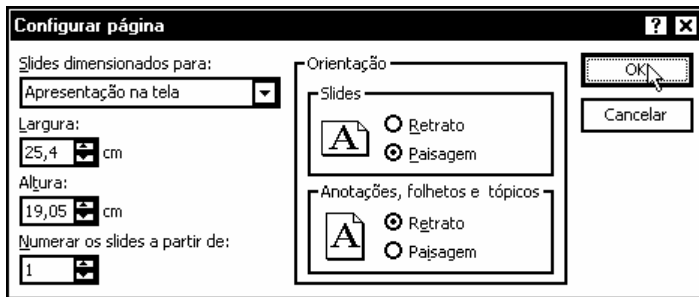 Configurar página
Slides dimensionados para:
Apresentação na tela
Largura:
25,4 cm
Altura:
19,05 cm
Numerar os slides a partir de:
1
Orientação
Slides
A
Retrato
Paisagem
Anotações, folhetos e tópicos
A
Retrato
Paisagem
OK
Cancelar